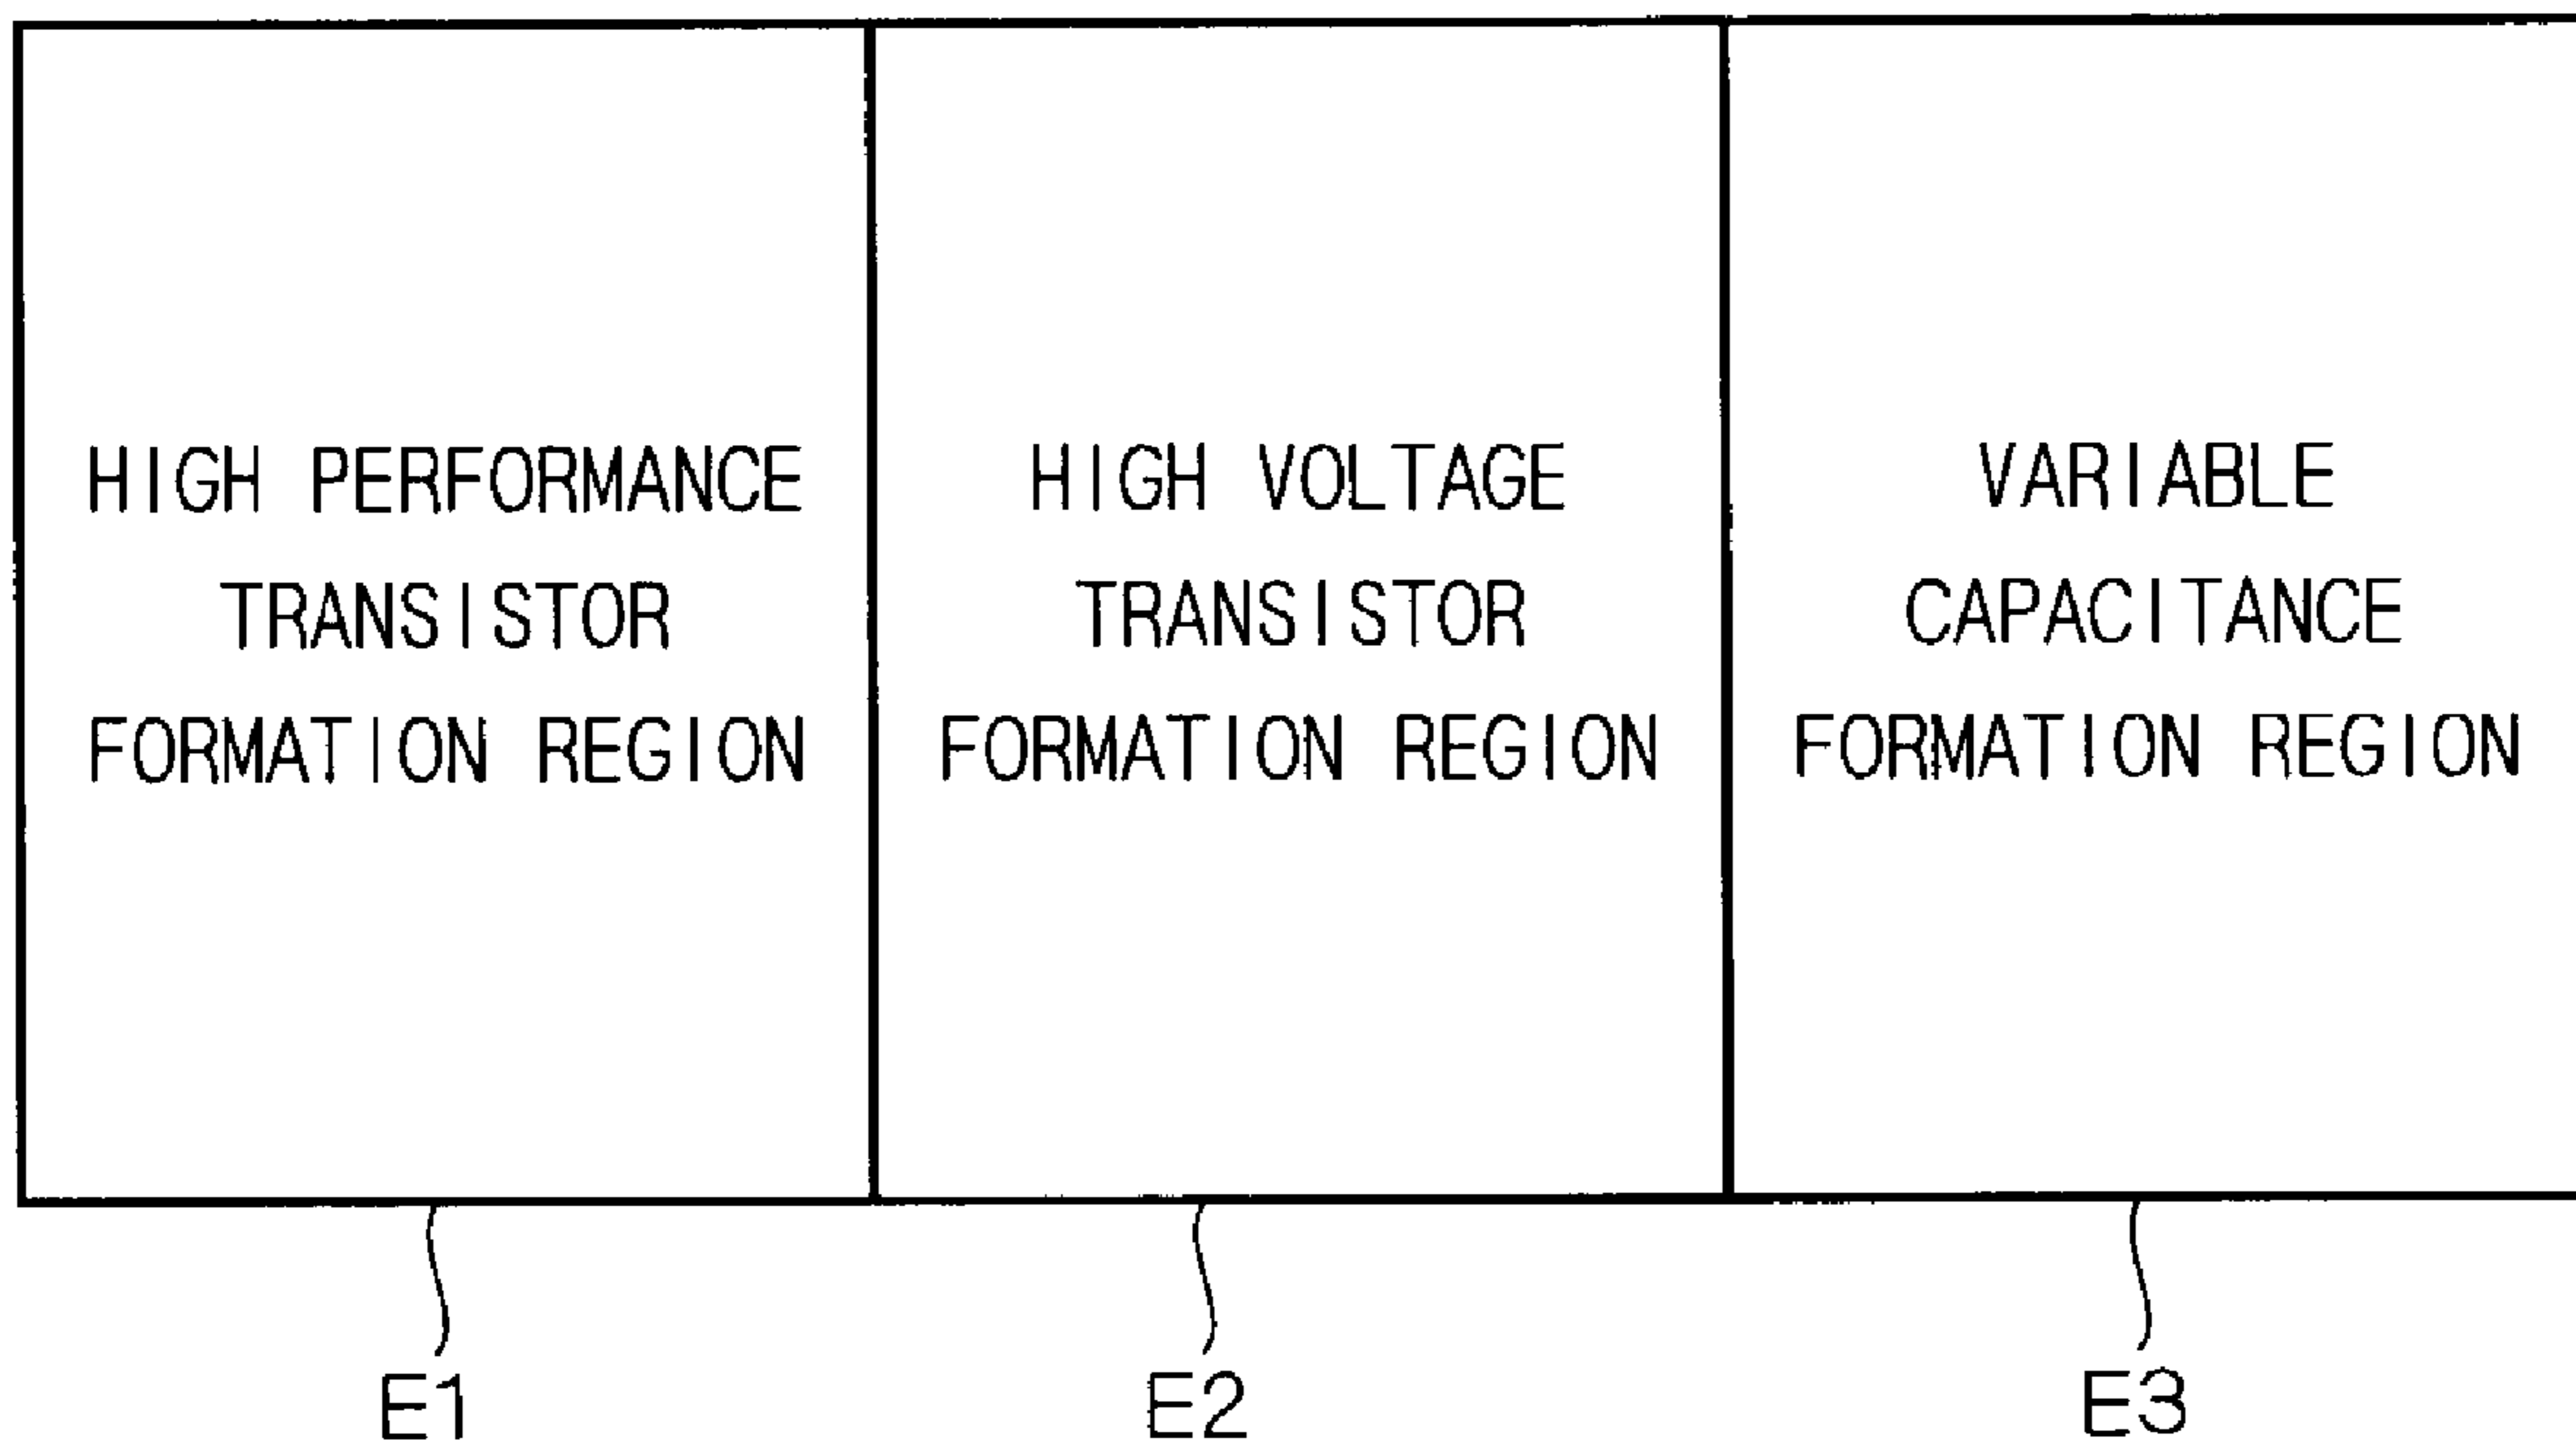 HIGH PERFORMANCE
TRANSISTOR
FORMATION REGION
HIGH VOLTAGE
TRANSISTOR
FORMATION REGION
VARIABLE
CAPACITANCE
FORMATION REGION
E1
E2
E3